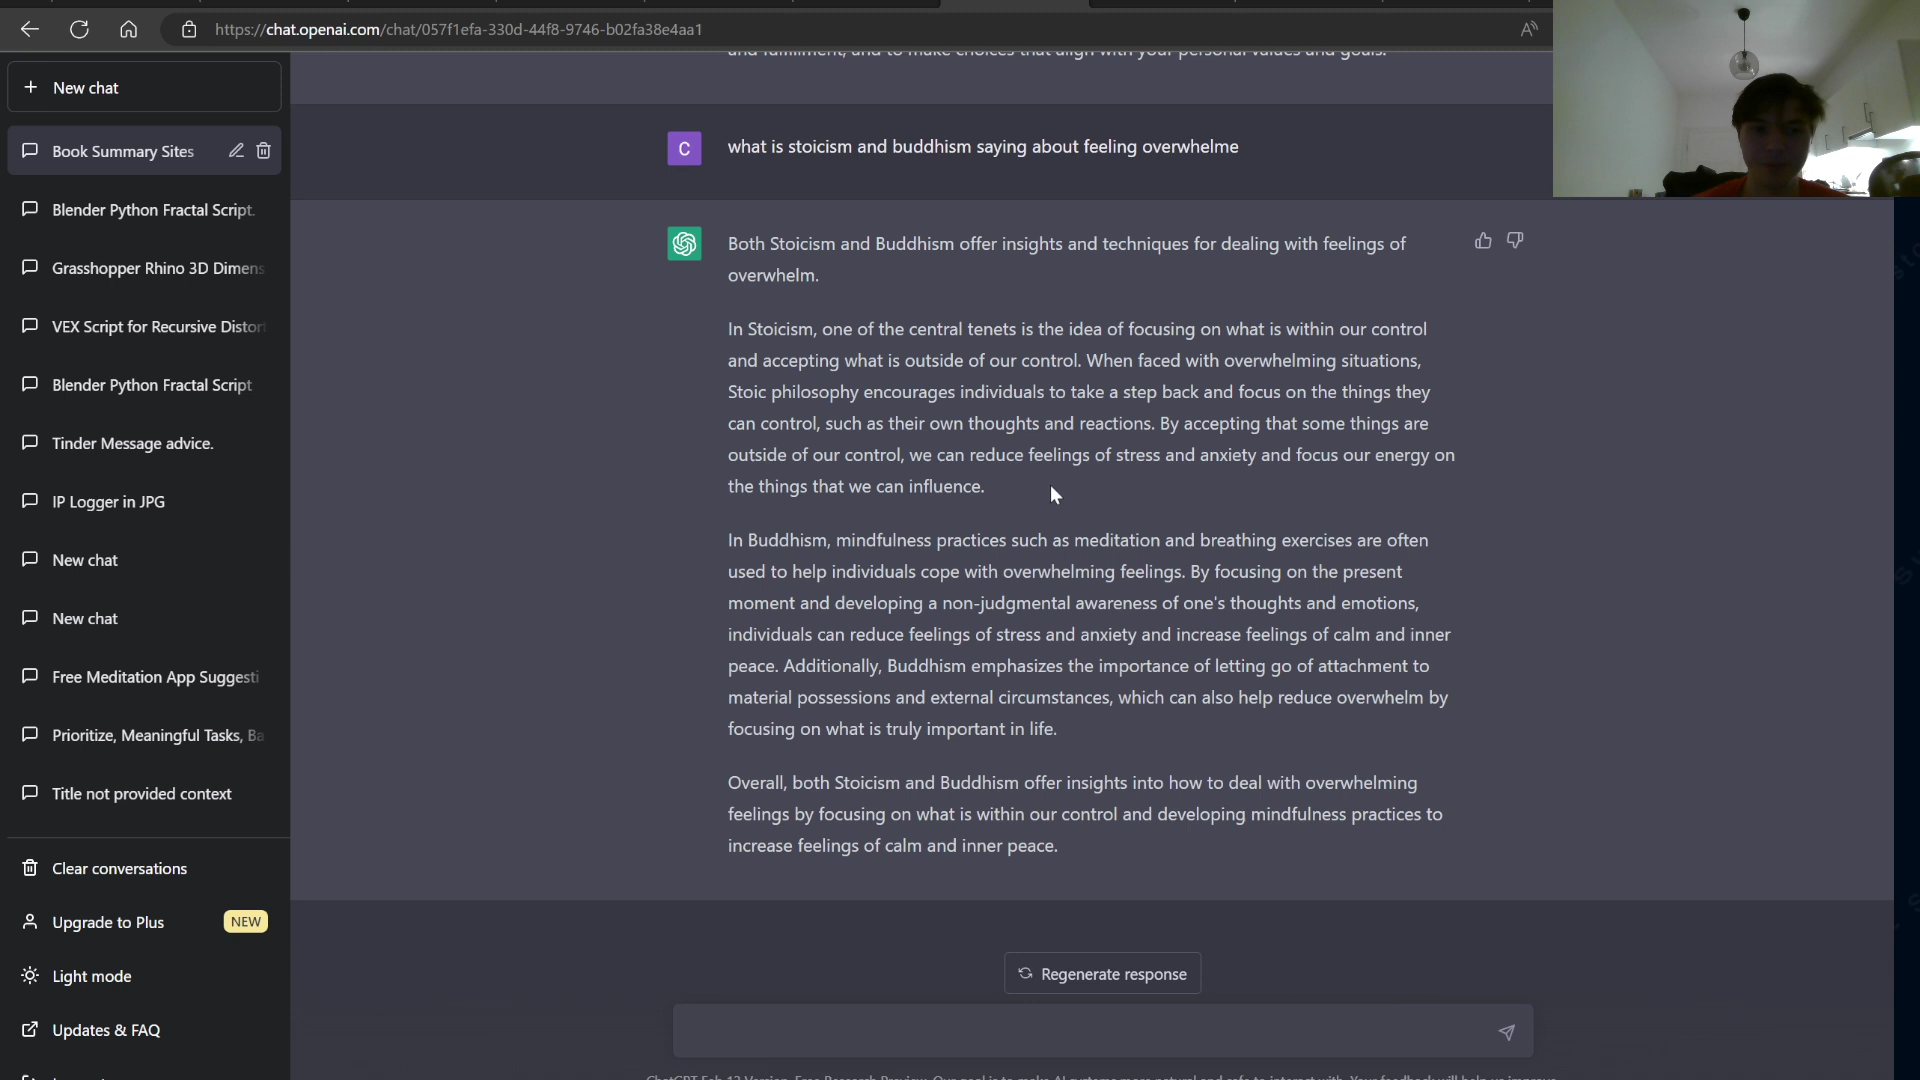 https://chat.openai.com/chat/057f1efa-330d-44f8-9746-b02fa38e4aa1
New chat
Book Summary Sites
Blender Python Fractal Script.
Grasshopper Rhino 3D Dimens
VEX Script for Recursive Distor
Blender Python Fractal Script
Tinder Message advice.
IP Logger in JPG
New chat
New chat
Free Meditation App Suggesti
Prioritize, Meaningful Tasks, Ba
Title not provided context
Clear conversations
Upgrade to Plus NEW
Light mode
Updates & FAQ
and fulfillment, and to make choices that align with your personal values and goals.
C
what is stoicism and buddhism saying about feeling overwhelme
Both Stoicism and Buddhism offer insights and techniques for dealing with feelings of
overwhelm.
In Stoicism, one of the central tenets is the idea of focusing on what is within our control
and accepting what is outside of our control. When faced with overwhelming situations,
Stoic philosophy encourages individuals to take a step back and focus on the things they
can control, such as their own thoughts and reactions. By accepting that some things are
outside of our control, we can reduce feelings of stress and anxiety and focus our energy on
the things that we can influence.
In Buddhism, mindfulness practices such as meditation and breathing exercises are often
used to help individuals cope with overwhelming feelings. By focusing on the present
moment and developing a non-judgmental awareness of one's thoughts and emotions,
individuals can reduce feelings of stress and anxiety and increase feelings of calm and inner
peace. Additionally, Buddhism emphasizes the importance of letting go of attachment to
material possessions and external circumstances, which can also help reduce overwhelm by
focusing on what is truly important in life.
Overall, both Stoicism and Buddhism offer insights into how to deal with overwhelming
feelings by focusing on what is within our control and developing mindfulness practices to
increase feelings of calm and inner peace.
Regenerate response